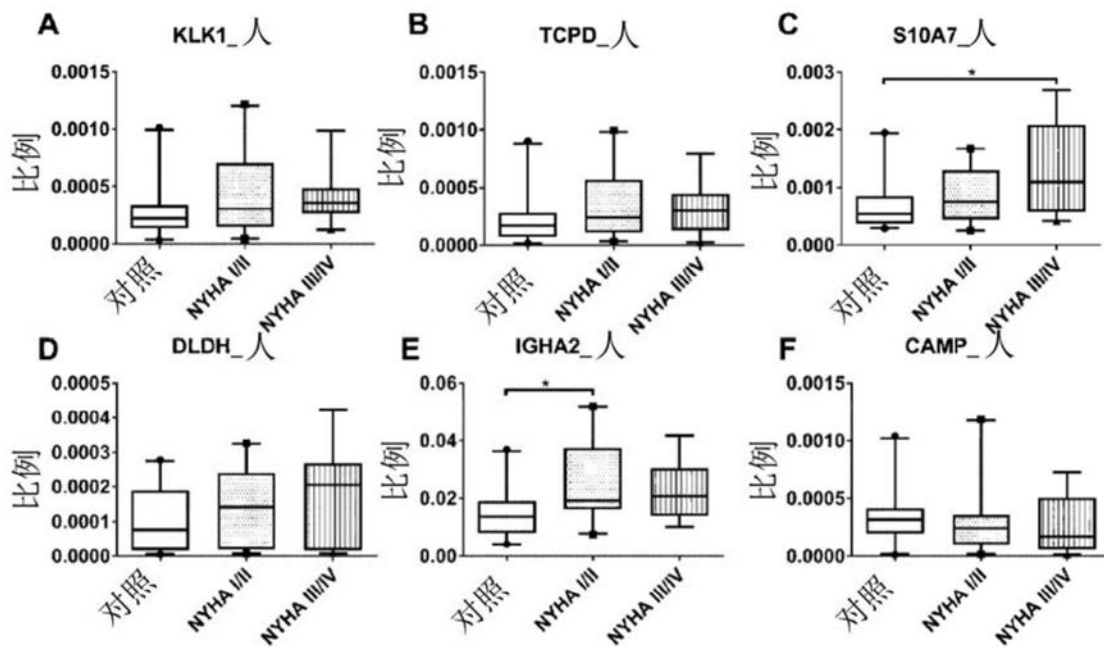 A
KLK1_人
0.0015
0.0010
0.0005
0.0000
比例
对照
NYHA I/II
NYHA III/IV
B
TCPD_人
0.0015
0.0010
0.0005
0.0000
比例
对照
NYHA I/II
NYHA III/IV
C
S10A7_人
*
0.003
0.002
0.001
0.000
比例
对照
NYHA I/II
NYHA III/IV
D
DLDH_人
0.0005
0.0004
0.0003
0.0002
0.0001
0.0000
比例
对照
NYHA I/II
NYHA III/IV
E
IGHA2_人
*
0.06
0.04
0.02
0.00
比例
对照
NYHA I/II
NYHA III/IV
F
CAMP_人
0.0015
0.0010
0.0005
0.0000
比例
对照
NYHA I/II
NYHA III/IV